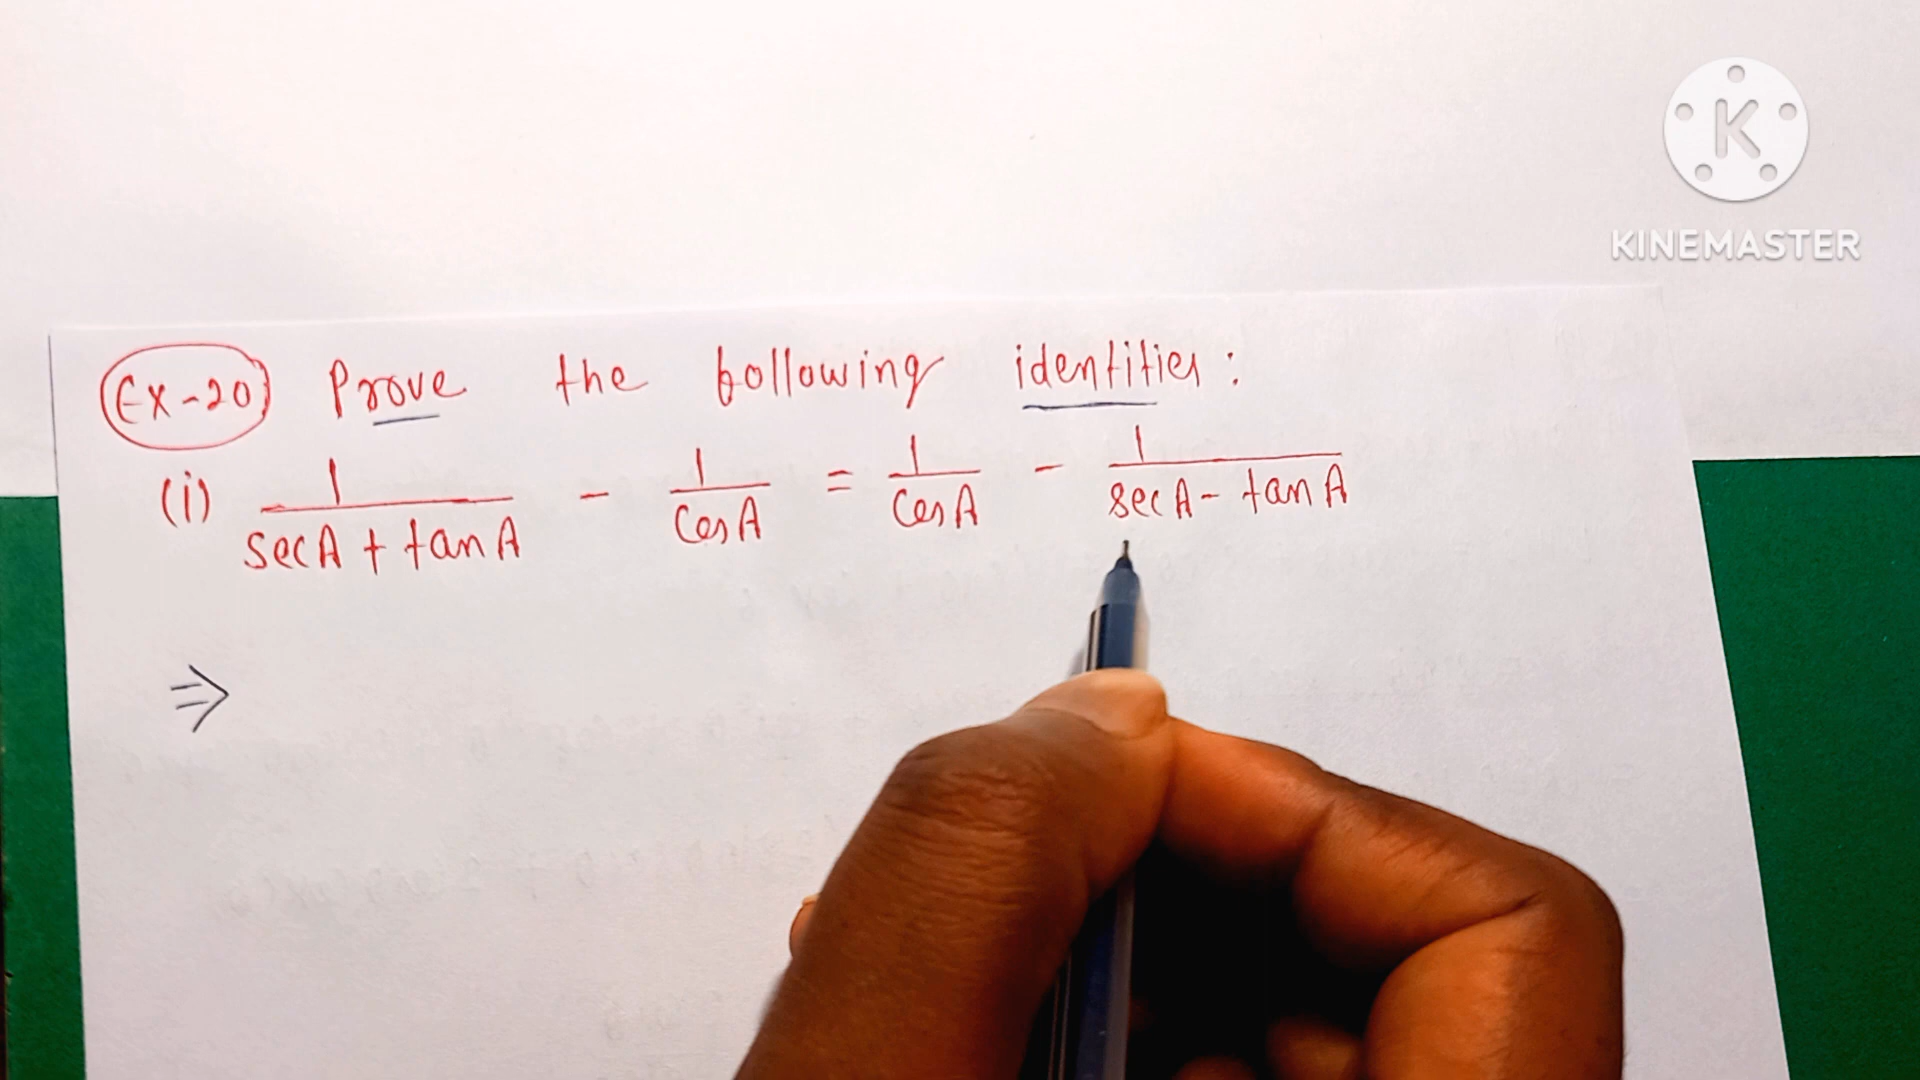 KINEMASTER
Ex-20 Prove the following identities:
(i) 1/(secA + tanA) - 1/CosA = 1/CosA - 1/(secA - tanA)
⇒